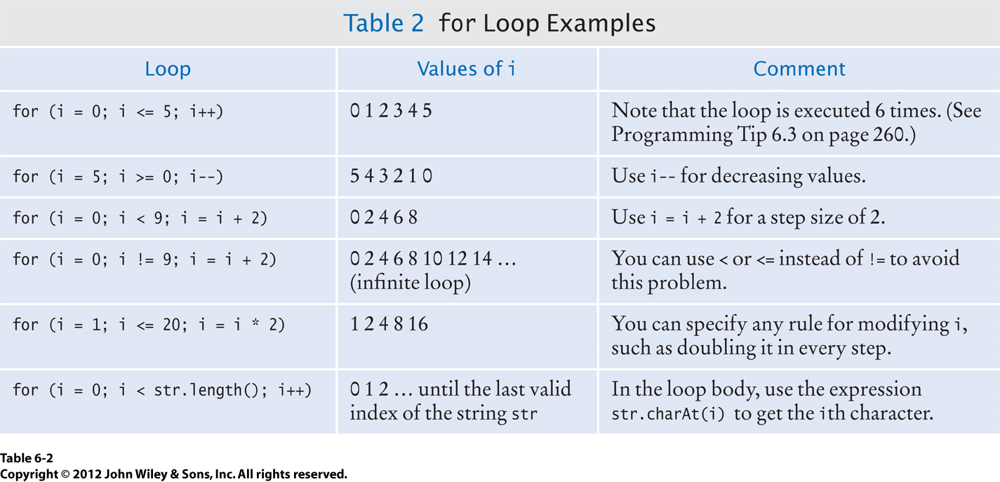 Table 2 for Loop Examples
Loop Values of i Comment
for (i = 0; i <= 5; i++) 0 1 2 3 4 5 Note that the loop is executed 6 times. (See
Programming Tip 6.3 on page 260.)
for (i = 5; i >= 0; i--) 5 4 3 2 1 0 Use i-- for decreasing values.
for (i = 0; i < 9; i = i + 2) 0 2 4 6 8 Use i = i + 2 for a step size of 2.
for (i = 0; i != 9; i = i + 2) 0 2 4 6 8 10 12 14 … You can use < or <= instead of != to avoid
(infinite loop) this problem.
for (i = 1; i <= 20; i = i * 2) 1 2 4 8 16 You can specify any rule for modifying i,
such as doubling it in every step.
for (i = 0; i < str.length(); i++) 0 1 2 … until the last valid In the loop body, use the expression
index of the string str str.charAt(i) to get the ith character.
Table 6-2
Copyright © 2012 John Wiley & Sons, Inc. All rights reserved.